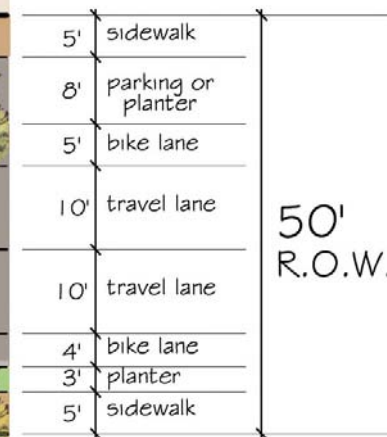 5' sidewalk
8' parking or
planter
5' bike lane
10' travel lane
50'
R.O.W.
10' travel lane
4' bike lane
3' planter
5' sidewalk